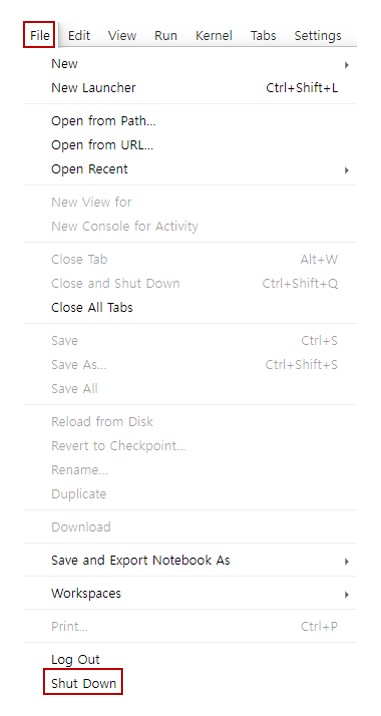 File Edit View Run Kernel Tabs Settings
New
New Launcher Ctrl+Shift+L
Open from Path...
Open from URL...
Open Recent
New View for
New Console for Activity
Close Tab Alt+W
Close and Shut Down Ctrl+Shift+Q
Close All Tabs
Save Ctrl+S
Save As... Ctrl+Shift+S
Save All
Reload from Disk
Revert to Checkpoint...
Rename...
Duplicate
Download
Save and Export Notebook As
Workspaces
Print... Ctrl+P
Log Out
Shut Down